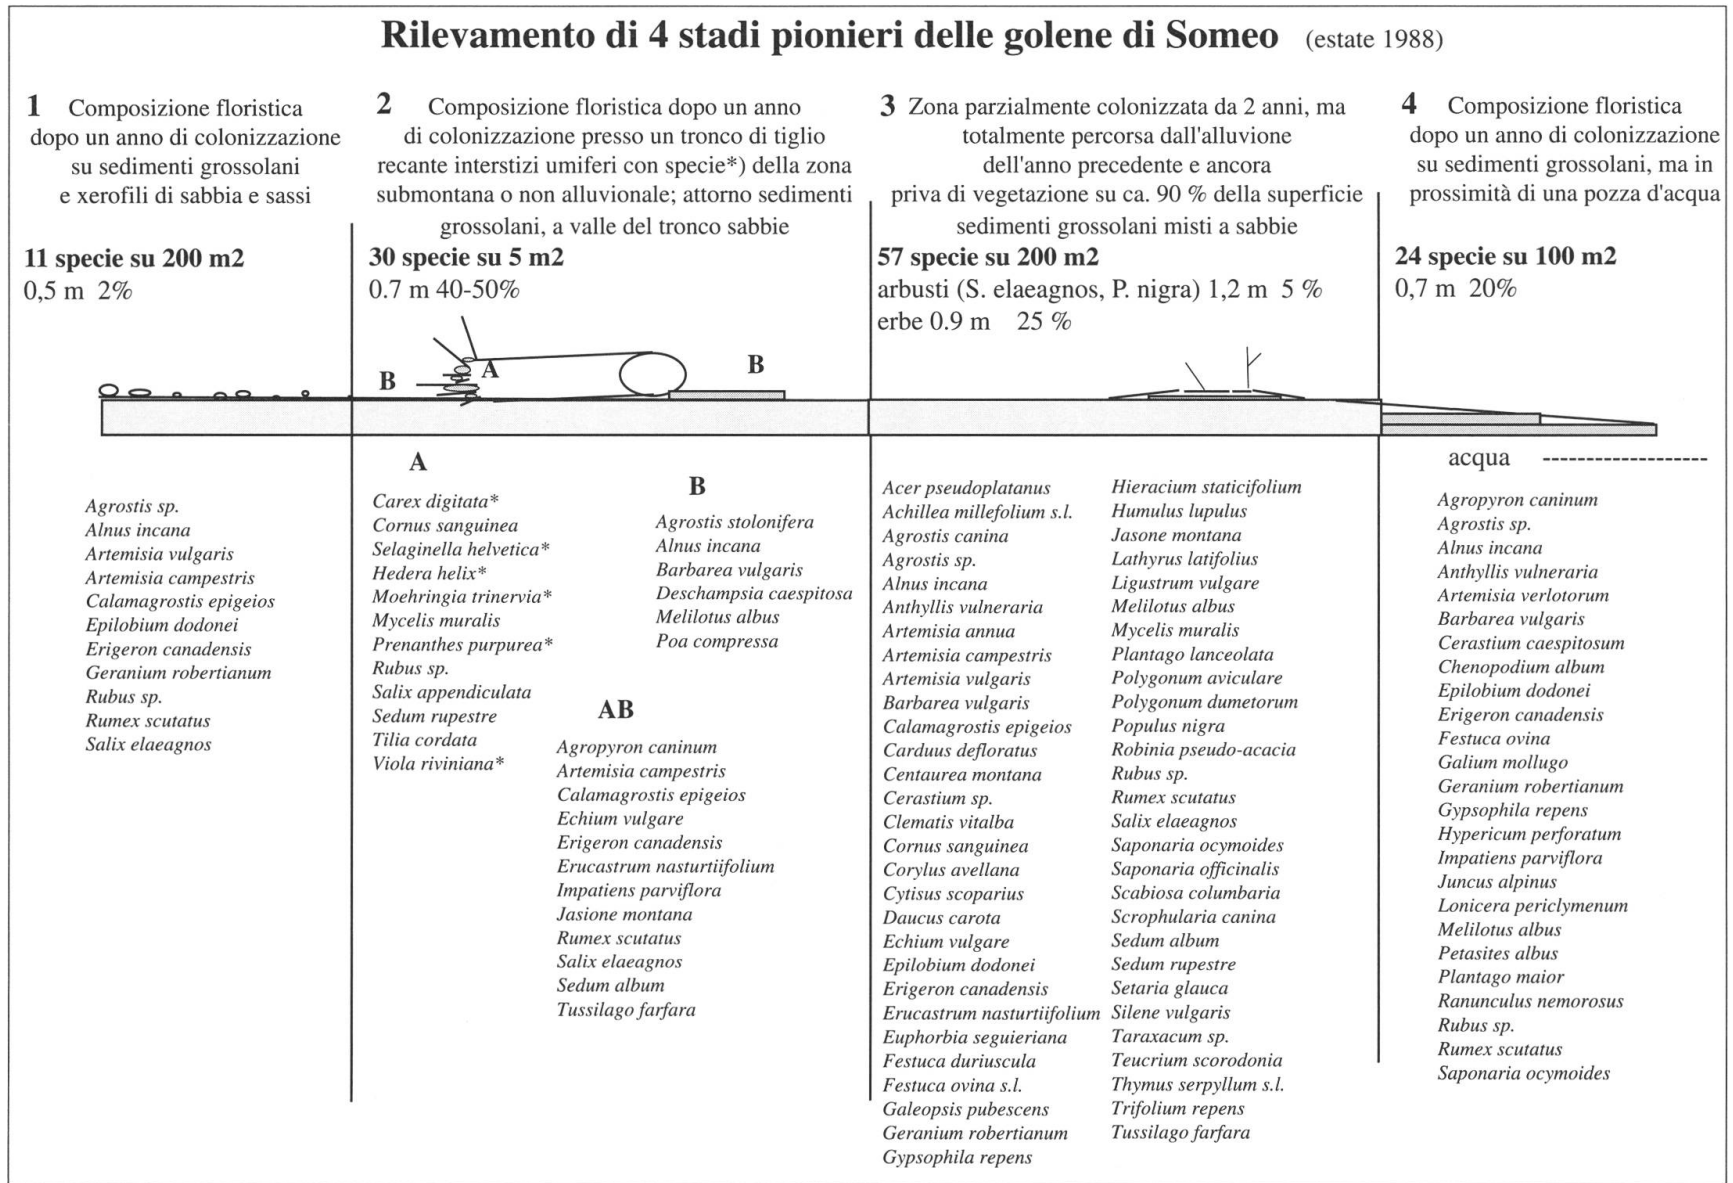 Rilevamento di 4 stadi pionieri delle golene di Someo (estate 1988)
1 Composizione floristica
dopo un anno di colonizzazione
su sedimenti grossolani
e xerofili di sabbia e sassi
11 specie su 200 m2
0,5 m 2%
2 Composizione floristica dopo un anno
di colonizzazione presso un tronco di tiglio
recante interstizi umiferi con specie*) della zona
submontana o non alluvionale; attorno sedimenti
grossolani, a valle del tronco sabbie
30 specie su 5 m2
0.7 m 40-50%
3 Zona parzialmente colonizzata da 2 anni, ma
totalmente percorsa dall'alluvione
dell'anno precedente e ancora
priva di vegetazione su ca. 90 % della superficie
sedimenti grossolani misti a sabbie
57 specie su 200 m2
arbusti (S. elaeagnos, P. nigra) 1,2 m 5 %
erbe 0.9 m 25 %
4 Composizione floristica
dopo un anno di colonizzazione
su sedimenti grossolani, ma in
prossimità di una pozza d'acqua
24 specie su 100 m2
0,7 m 20%
B
A
B
acqua
Agrostis sp.
Alnus incana
Artemisia vulgaris
Artemisia campestris
Calamagrostis epigeios
Epilobium dodonei
Erigeron canadensis
Geranium robertianum
Rubus sp.
Rumex scutatus
Salix elaeagnos
A
Carex digitata*
Cornus sanguinea
Selaginella helvetica*
Hedera helix*
Moehringia trinervia*
Mycelis muralis
Prenanthes purpurea*
Rubus sp.
Salix appendiculata
Sedum rupestre
Tilia cordata
Viola riviniana*
B
Agrostis stolonifera
Alnus incana
Barbarea vulgaris
Deschampsia caespitosa
Melilotus albus
Poa compressa
AB
Agropyron caninum
Artemisia campestris
Calamagrostis epigeios
Echium vulgare
Erigeron canadensis
Erucastrum nasturtiifolium
Impatiens parviflora
Jasione montana
Rumex scutatus
Salix elaeagnos
Sedum album
Tussilago farfara
Acer pseudoplatanus
Achillea millefolium s.l.
Agrostis canina
Agrostis sp.
Alnus incana
Anthyllis vulneraria
Artemisia annua
Artemisia campestris
Artemisia vulgaris
Barbarea vulgaris
Calamagrostis epigeios
Carduus defloratus
Centaurea montana
Cerastium sp.
Clematis vitalba
Cornus sanguinea
Corylus avellana
Cytisus scoparius
Daucus carota
Echium vulgare
Epilobium dodonei
Erigeron canadensis
Erucastrum nasturtiifolium
Euphorbia seguieriana
Festuca duriuscula
Festuca ovina s.l.
Galeopsis pubescens
Geranium robertianum
Gypsophila repens
Hieracium staticifolium
Humulus lupulus
Jasone montana
Lathyrus latifolius
Ligustrum vulgare
Melilotus albus
Mycelis muralis
Plantago lanceolata
Polygonum aviculare
Polygonum dumetorum
Populus nigra
Robinia pseudo-acacia
Rubus sp.
Rumex scutatus
Salix elaeagnos
Saponaria ocymoides
Saponaria officinalis
Scabiosa columbaria
Scrophularia canina
Sedum album
Sedum rupestre
Setaria glauca
Silene vulgaris
Taraxacum sp.
Teucrium scorodonia
Thymus serpyllum s.l.
Trifolium repens
Tussilago farfara
Agropyron caninum
Agrostis sp.
Alnus incana
Anthyllis vulneraria
Artemisia verlotorum
Barbarea vulgaris
Cerastium caespitosum
Chenopodium album
Epilobium dodonei
Erigeron canadensis
Festuca ovina
Galium mollugo
Geranium robertianum
Gypsophila repens
Hypericum perforatum
Impatiens parviflora
Juncus alpinus
Lonicera periclymenum
Melilotus albus
Petasites albus
Plantago maior
Ranunculus nemorosus
Rubus sp.
Rumex scutatus
Saponaria ocymoides